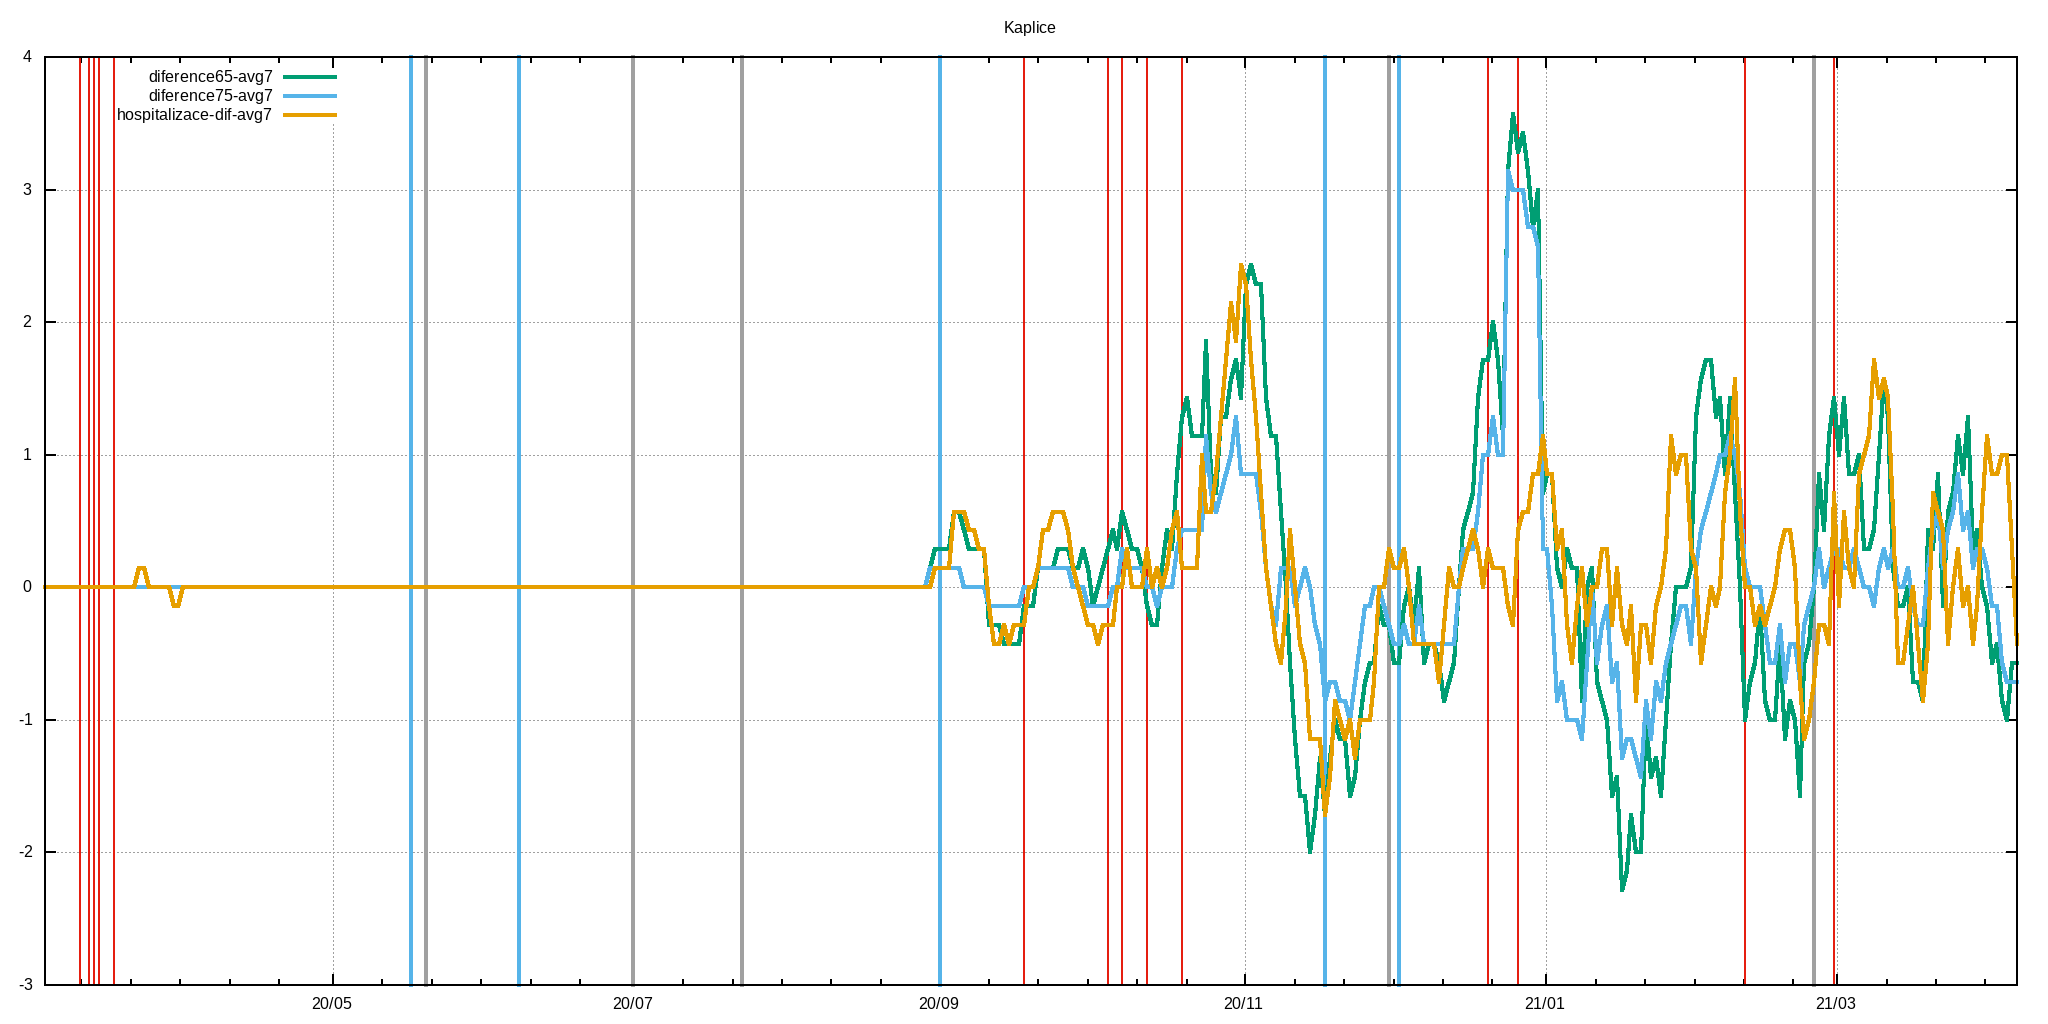 Kaplice
diference65-avg7
diference75-avg7
hospitalizace-dif-avg7
4
3
2
1
0
-1
-2
-3
20/05 20/07 20/09 20/11 21/01 21/03